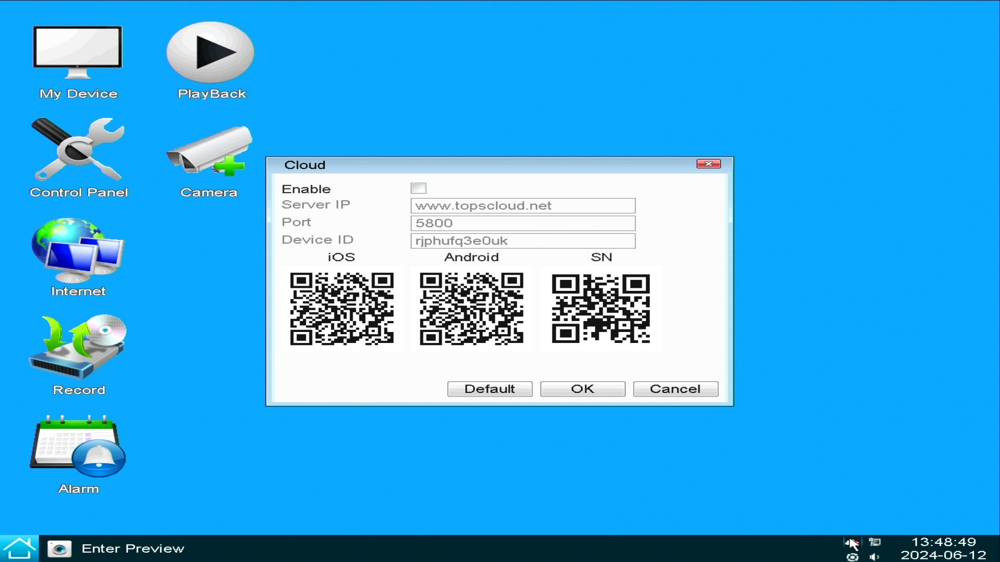 My Device
PlayBack
Control Panel
Camera
Internet
Record
Alarm
Cloud
Enable
Server IP www.topscloud.net
Port 5800
Device ID rjphufq3e0uk
iOS Android SN
Default OK Cancel
Enter Preview
13:48:49
2024-06-12